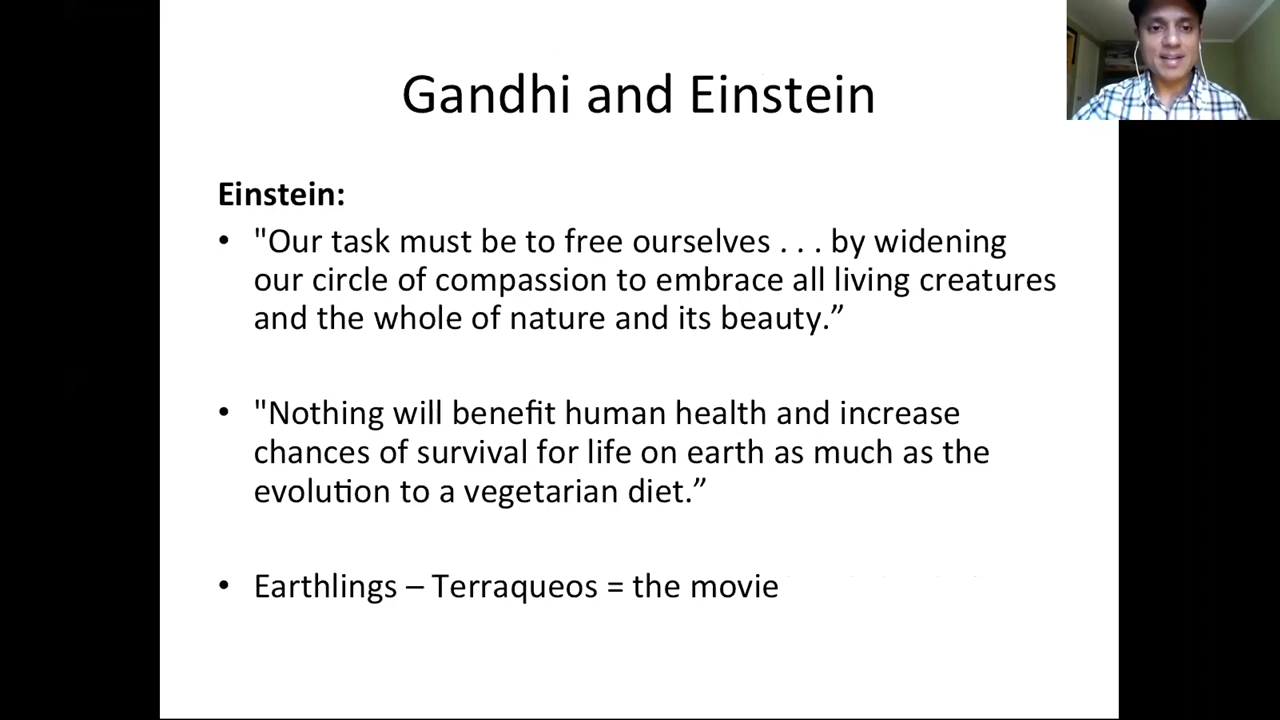 Gandhi and Einstein
Einstein:
• "Our task must be to free ourselves . . . by widening
our circle of compassion to embrace all living creatures
and the whole of nature and its beauty.”
• "Nothing will benefit human health and increase
chances of survival for life on earth as much as the
evolution to a vegetarian diet.”
• Earthlings – Terraqueos = the movie